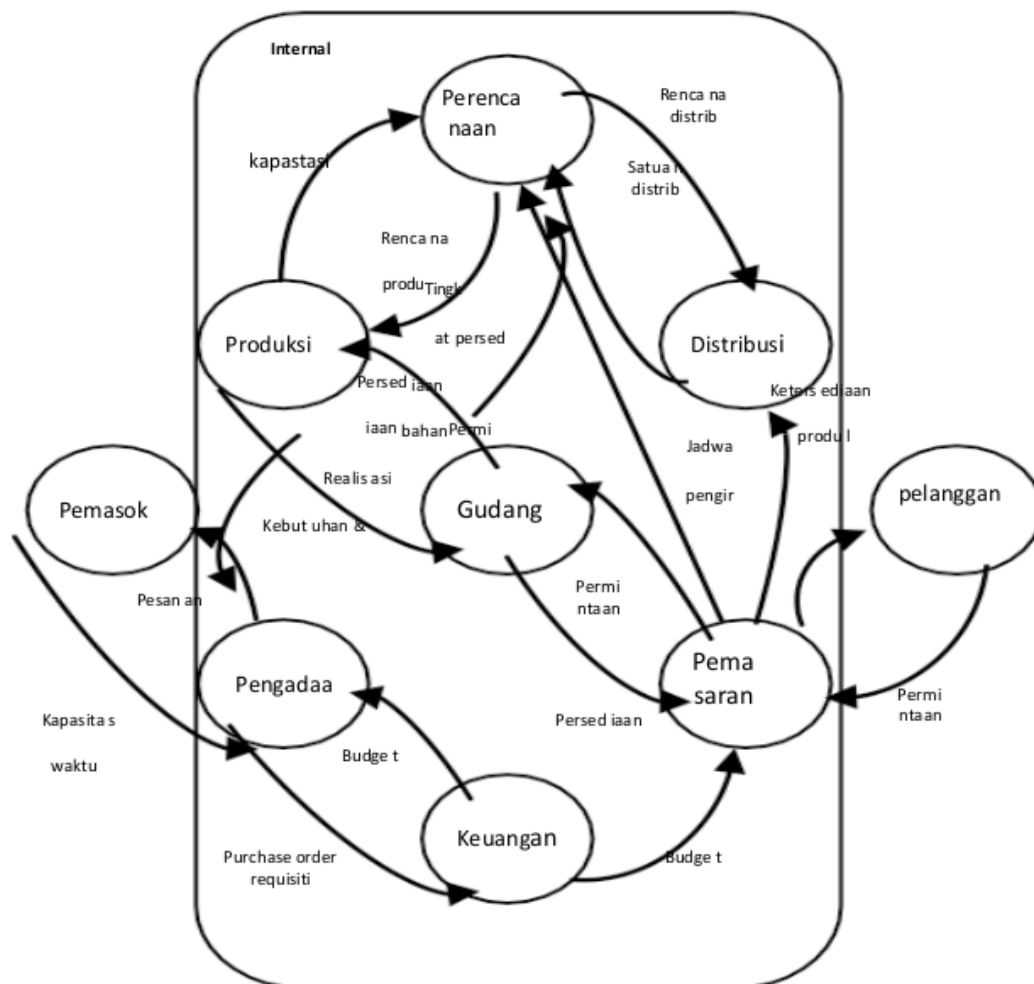 Internal
Perenca
naan
Renca na
distrib
kapastasi
Satua n
distrib
Renca na
produ Tingk
at persed
Produksi
Distribusi
Persed iaan
iaan bahan Permi
Keters ediaan
produ l
Jadwa
pengir
Realis asi
Kebut uhan &
Pemasok
Gudang
pelanggan
Pesan an
Permi
ntaan
Pengadaa
Pema
saran
Kapasita s
waktu
Persed iaan
Permi
ntaan
Budge t
Keuangan
Purchase order
requisiti
Budge t